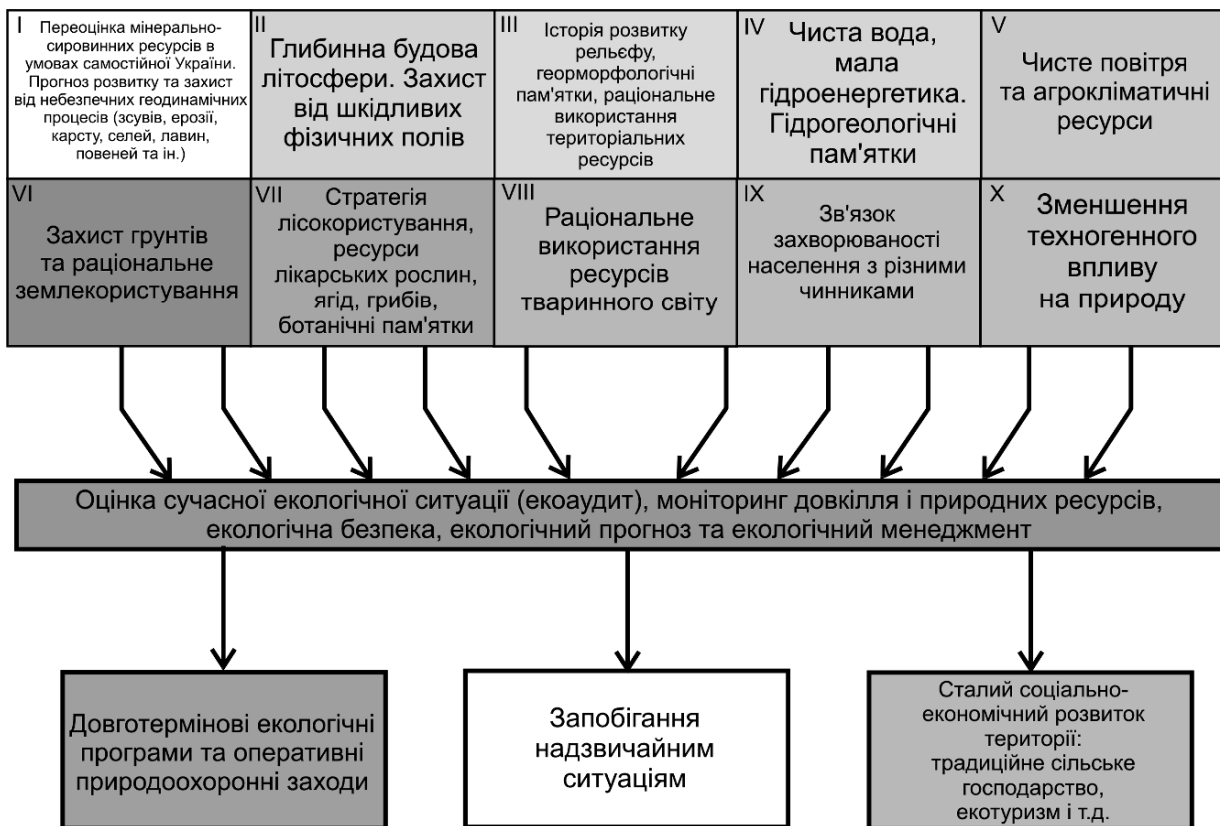 I
Переоцінка мінерально-
сировинних ресурсів в
умовах самостійної України.
Прогноз розвитку та захист
від небезпечних геодинамічних
процесів (зсувів, ерозії,
карсту, селей, лавин,
повеней та ін.)
II
Глибинна будова
літосфери. Захист
від шкідливих
фізичних полів
III
Історія розвитку
рельєфу,
георморфологічні
пам'ятки, раціональне
використання
територіальних
ресурсів
IV
Чиста вода,
мала
гідроенергетика.
Гідрогеологічні
пам'ятки
V
Чисте повітря
та агрокліматичні
ресурси
VI
Захист грунтів
та раціональне
землекористування
VII
Стратегія
лісокористування,
ресурси
лікарських рослин,
ягід, грибів,
ботанічні пам'ятки
VIII
Раціональне
використання
ресурсів
тваринного світу
IX
Зв'язок
захворюваності
населення з різними
чинниками
X
Зменшення
техногенного
впливу
на природу
Оцінка сучасної екологічної ситуації (екоаудит), моніторинг довкілля і природних ресурсів,
екологічна безпека, екологічний прогноз та екологічний менеджмент
Довготермінові екологічні
програми та оперативні
природоохоронні заходи
Запобігання
надзвичайним
ситуаціям
Сталий соціально-
економічний розвиток
території:
традиційне сільське
господарство,
екотуризм і т.д.